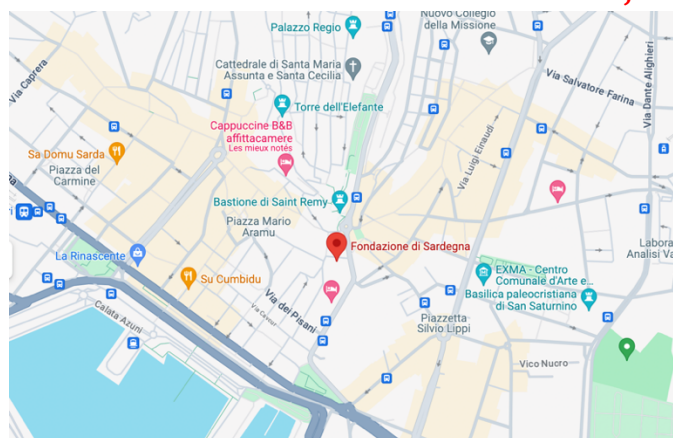 Palazzo Regio
Nuovo Collegio
della Missione
Cattedrale di Santa Maria
Assunta e Santa Cecilia
Via Salvatore Farina
Via Dante Alighieri
Via Caprera
Torre dell'Elefante
Cappuccine B&B
affittacamere
Les mieux notés
Via Luigi Einaudi
Sa Domu Sarda
Piazza del
Carmine
Bastione di Saint Remy
Piazza Mario
Aramu
Fondazione di Sardegna
Labora
Analisi Va
La Rinascente
Su Cumbidu
EXMA - Centro
Comunale d'Arte e...
Basilica paleocristiana
di San Saturnino
Via dei Pisani
Via Cavour
Calata Azuni
Piazzetta
Silvio Lippi
Vico Nucro